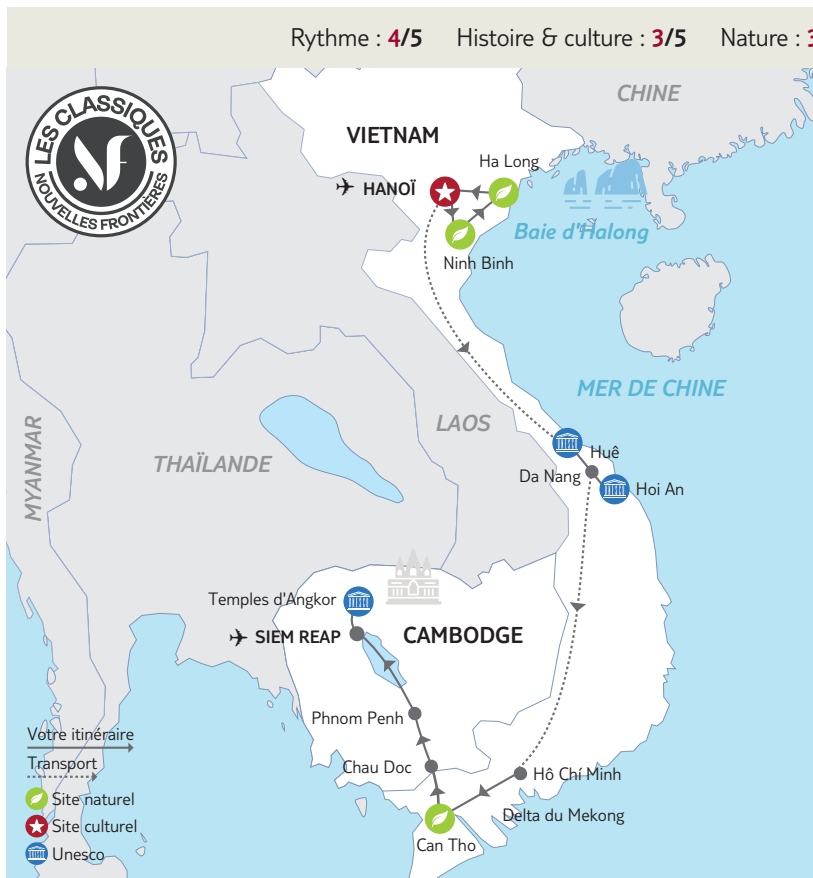 Rythme : 4/5 Histoire & culture : 3/5 Nature : 3
LES CLASSIQUES
NOUVELLES FRONTIÈRES
CHINE
VIETNAM
Ha Long
HANOÏ
Baie d'Halong
Ninh Binh
MER DE CHINE
LAOS
MYANMAR
THAÏLANDE
Huê
Da Nang
Hoi An
Temples d'Angkor
SIEM REAP
CAMBODGE
Phnom Penh
Chau Doc
Hô Chí Minh
Delta du Mekong
Can Tho
Votre itinéraire
Transport
Site naturel
Site culturel
Unesco